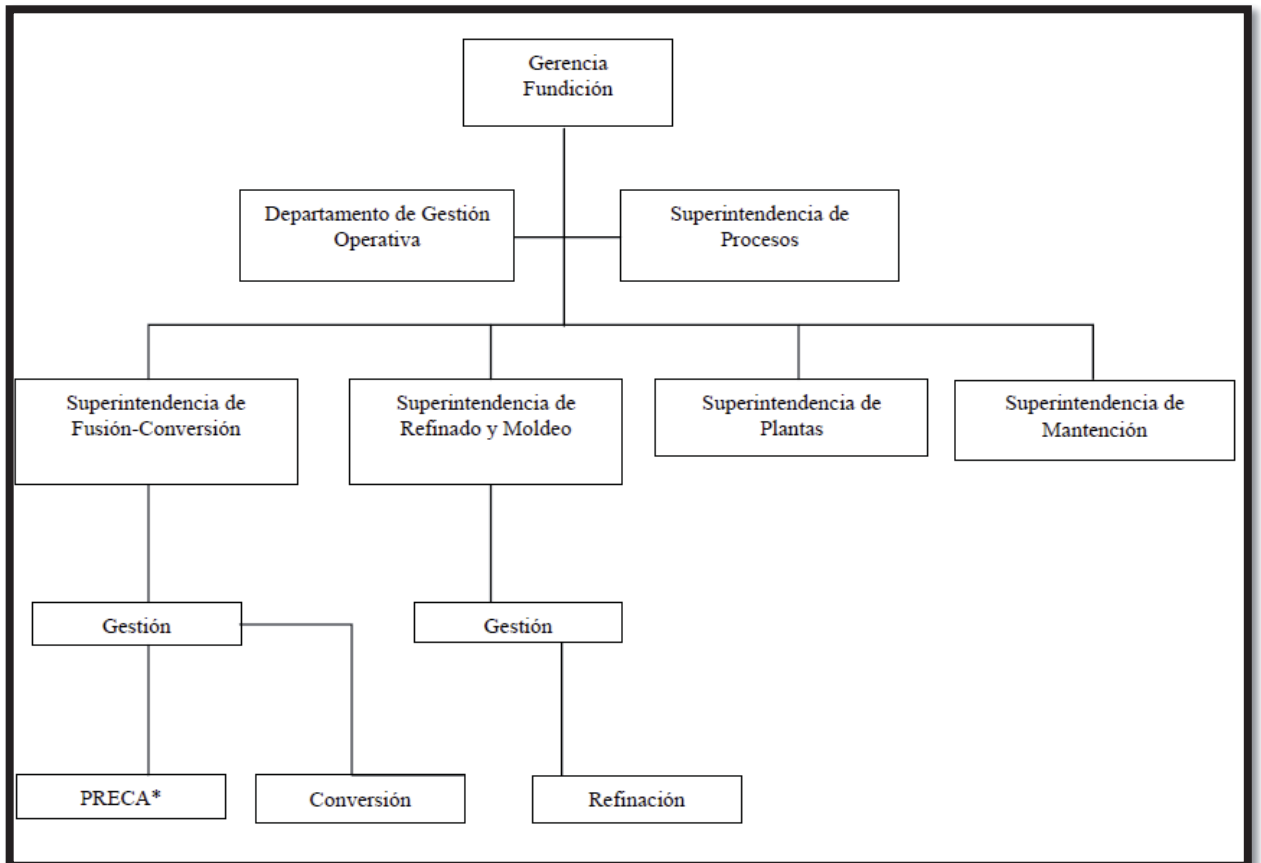 Gerencia
Fundición
Departamento de Gestión
Operativa
Superintendencia de
Procesos
Superintendencia de
Fusión-Conversión
Superintendencia de
Refinado y Moldeo
Superintendencia de
Plantas
Superintendencia de
Mantención
Gestión
Gestión
PRECA*
Conversión
Refinación